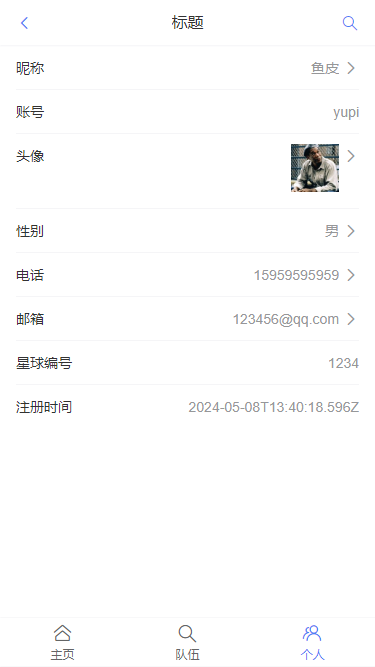 标题
昵称 鱼皮
账号 yupi
头像
性别 男
电话 15959595959
邮箱 123456@qq.com
星球编号 1234
注册时间 2024-05-08T13:40:18.596Z
主页 队伍 个人